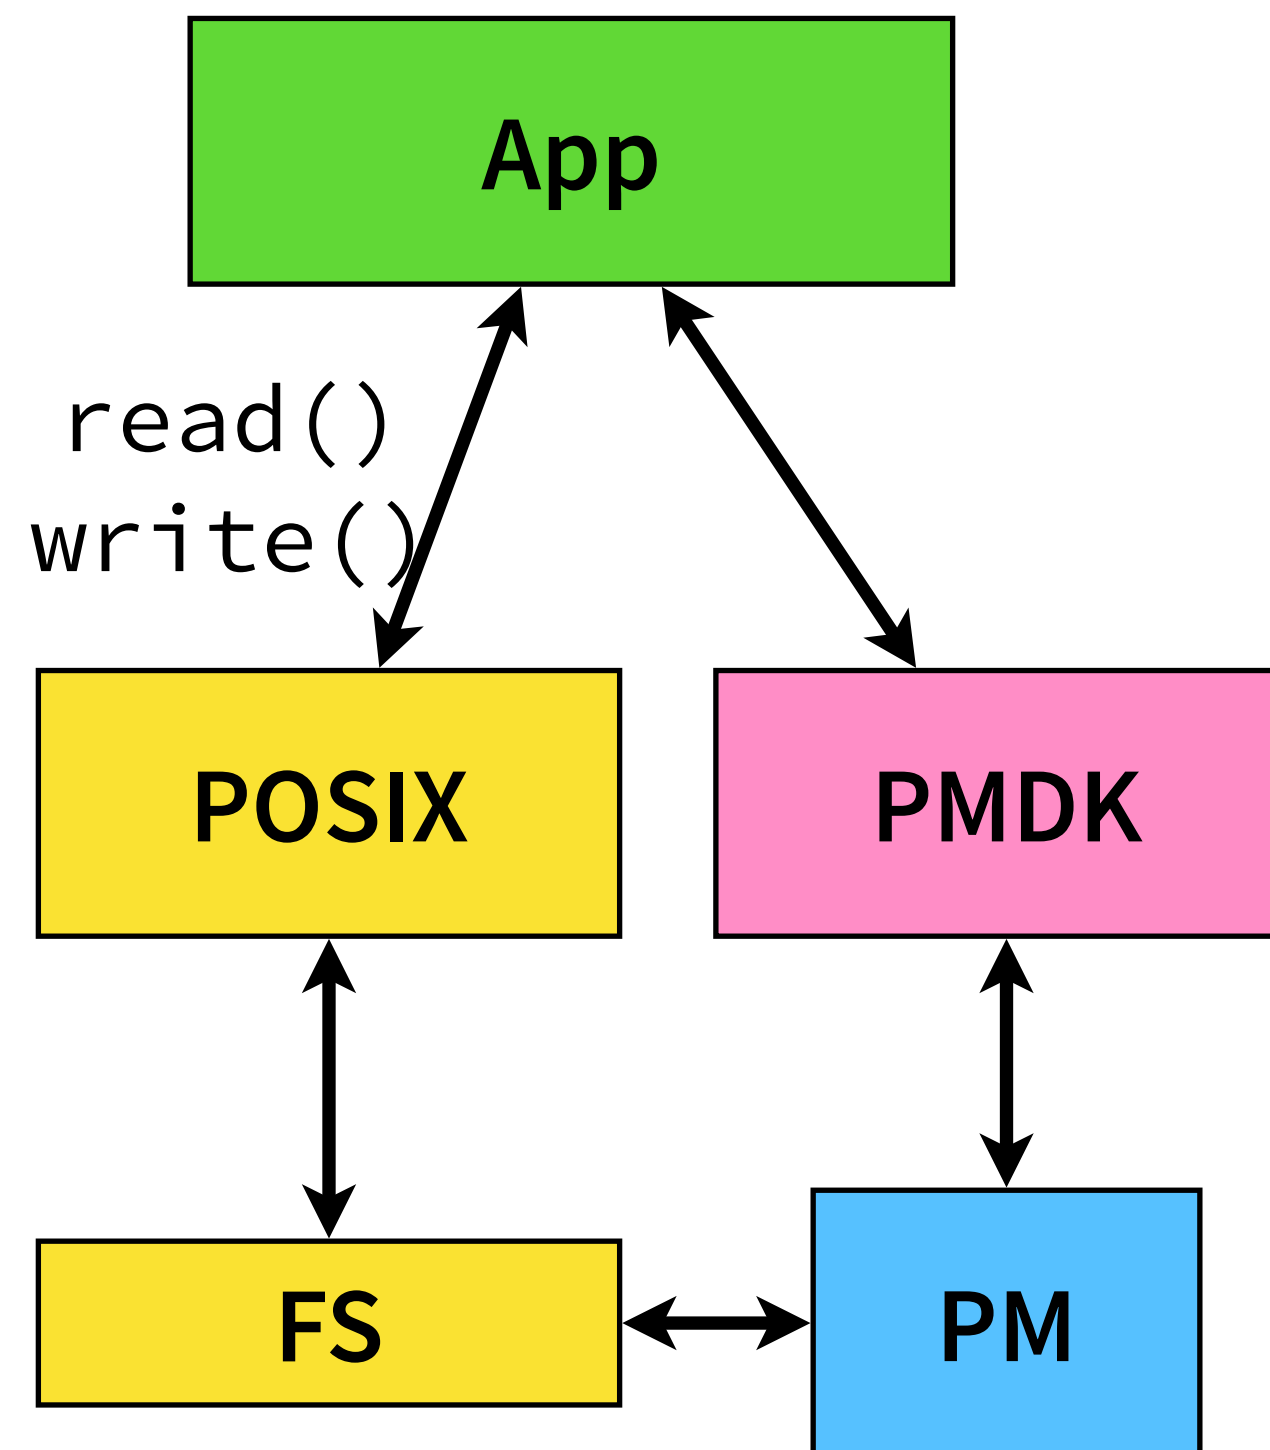 App
read()
write()
POSIX
PMDK
FS
PM